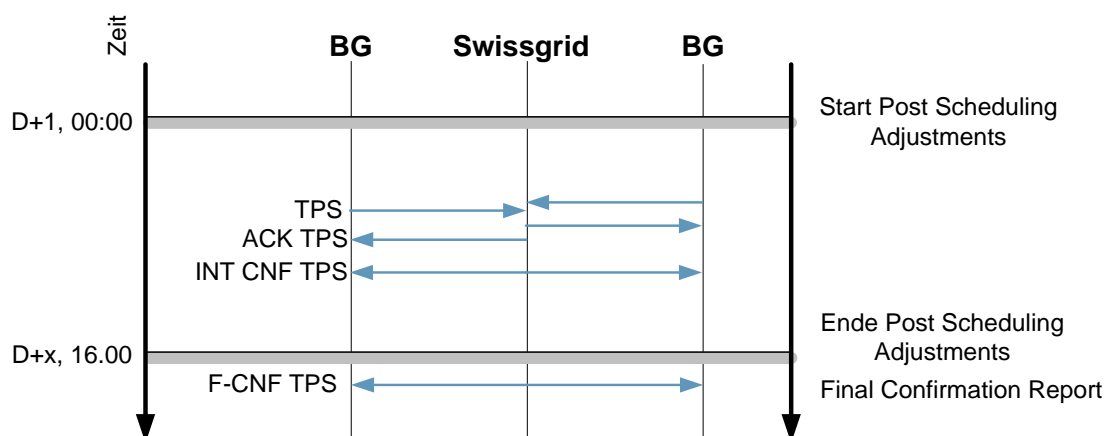 Zeit
BG
Swissgrid
BG
D+1, 00:00
Start Post Scheduling
Adjustments
TPS
ACK TPS
INT CNF TPS
Ende Post Scheduling
Adjustments
D+x, 16.00
F-CNF TPS
Final Confirmation Report